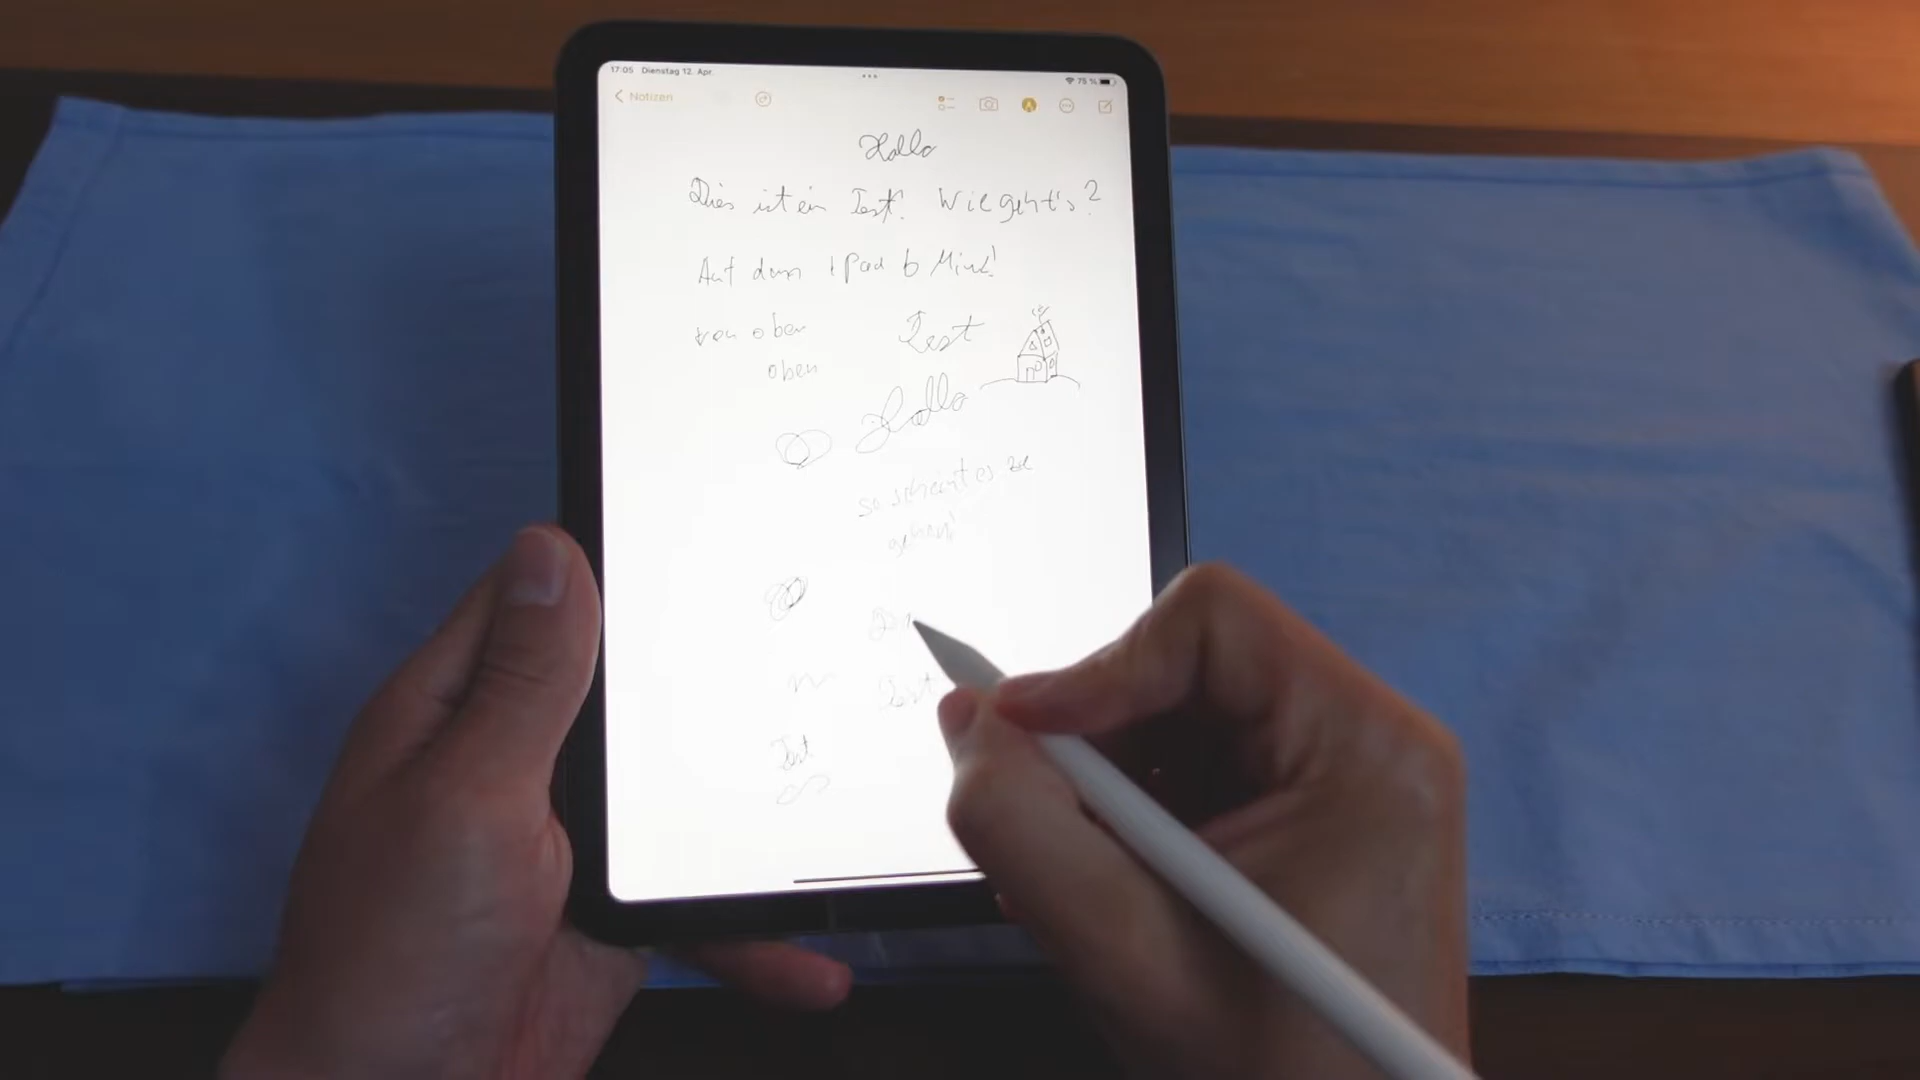 17:05 Dienstag 12. Apr. 75 %
Notizen
Hallo
Dies ist ein Test! Wie geht's?
Auf dem iPad 6 Mini!
von oben Test
oben
Hallo
so scheint es zu
gehen!
Test
Test